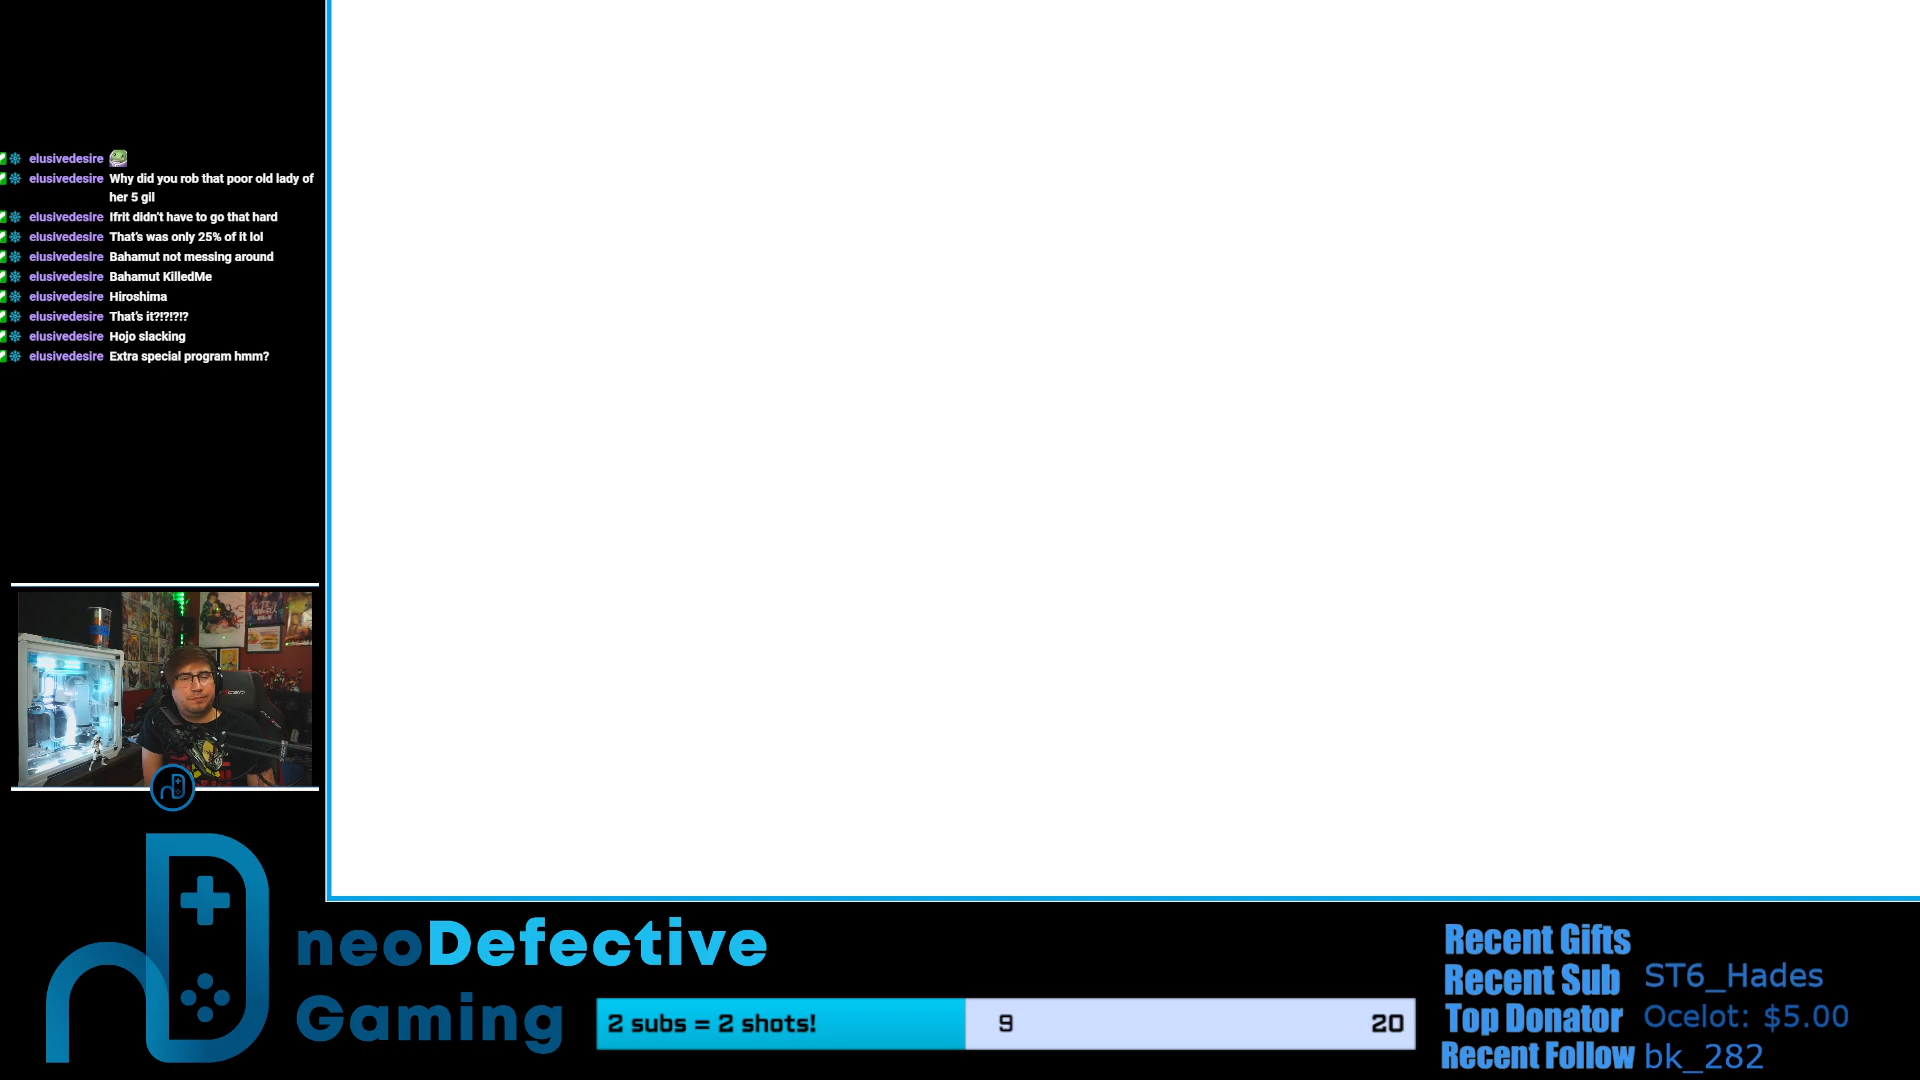 elusivedesire
elusivedesire Why did you rob that poor old lady of
her 5 gil
elusivedesire Ifrit didn't have to go that hard
elusivedesire That's was only 25% of it lol
elusivedesire Bahamut not messing around
elusivedesire Bahamut KilledMe
elusivedesire Hiroshima
elusivedesire That's it?!?!?!?
elusivedesire Hojo slacking
elusivedesire Extra special program hmm?
neoDefective
Gaming
2 subs = 2 shots! 9 20
Recent Gifts
Recent Sub ST6_Hades
Top Donator Ocelot: $5.00
Recent Follow bk_282